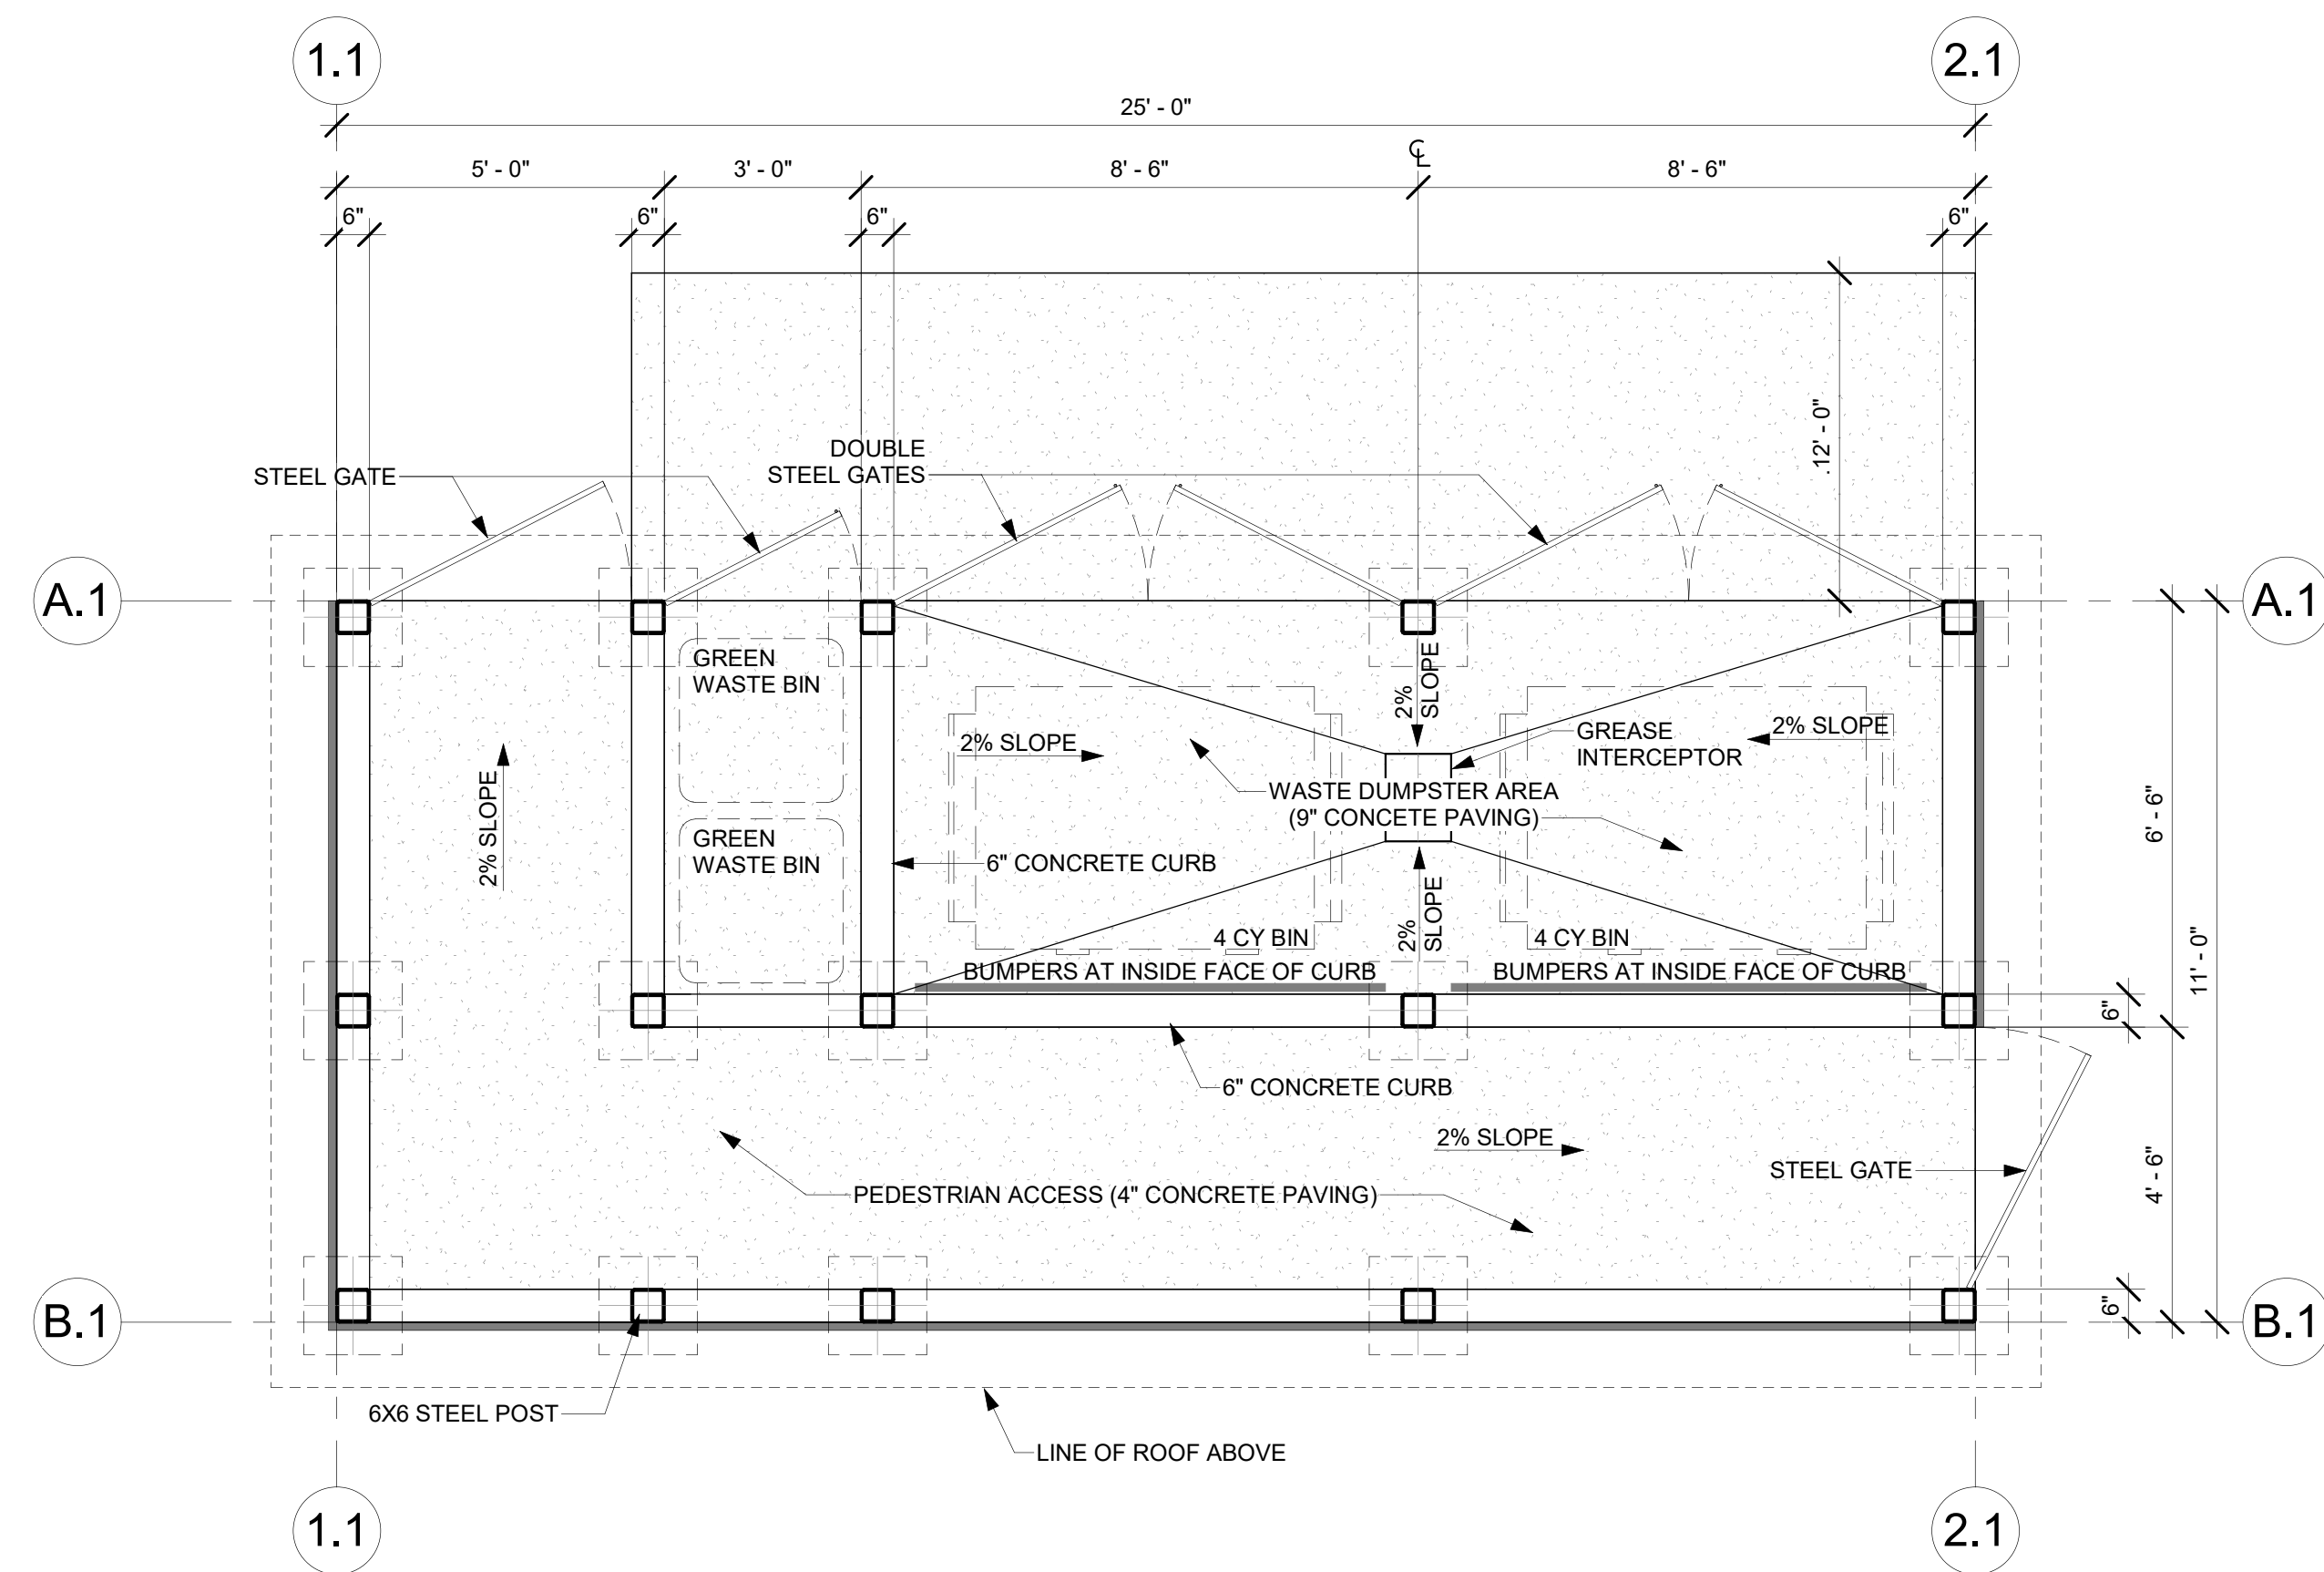 1.1
2.1
25' - 0"
℄
5' - 0"
3' - 0"
8' - 6"
8' - 6"
6"
6"
6"
6"
.12' - 0"
DOUBLE
STEEL GATES
STEEL GATE
A.1
A.1
GREEN
WASTE BIN
2%
SLOPE
2% SLOPE
GREASE
INTERCEPTOR
2% SLOPE
WASTE DUMPSTER AREA
(9" CONCETE PAVING)
2% SLOPE
GREEN
WASTE BIN
6" CONCRETE CURB
6' - 6"
2%
SLOPE
4 CY BIN
4 CY BIN
BUMPERS AT INSIDE FACE OF CURB
BUMPERS AT INSIDE FACE OF CURB
11' - 0"
6"
6" CONCRETE CURB
2% SLOPE
STEEL GATE
4' - 6"
PEDESTRIAN ACCESS (4" CONCRETE PAVING)
6"
B.1
B.1
6X6 STEEL POST
LINE OF ROOF ABOVE
1.1
2.1